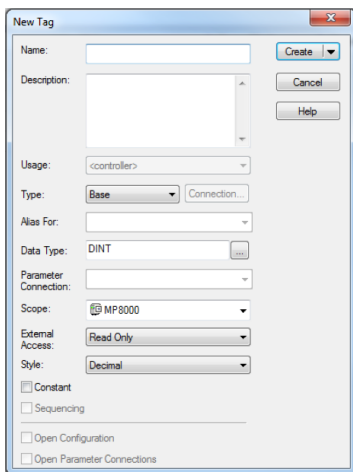 New Tag
Name:
Create
Description:
Cancel
Help
Usage: <controller>
Type: Base Connection...
Alias For:
Data Type: DINT ...
Parameter
Connection:
Scope: MP8000
External
Access: Read Only
Style: Decimal
Constant
Sequencing
Open Configuration
Open Parameter Connections